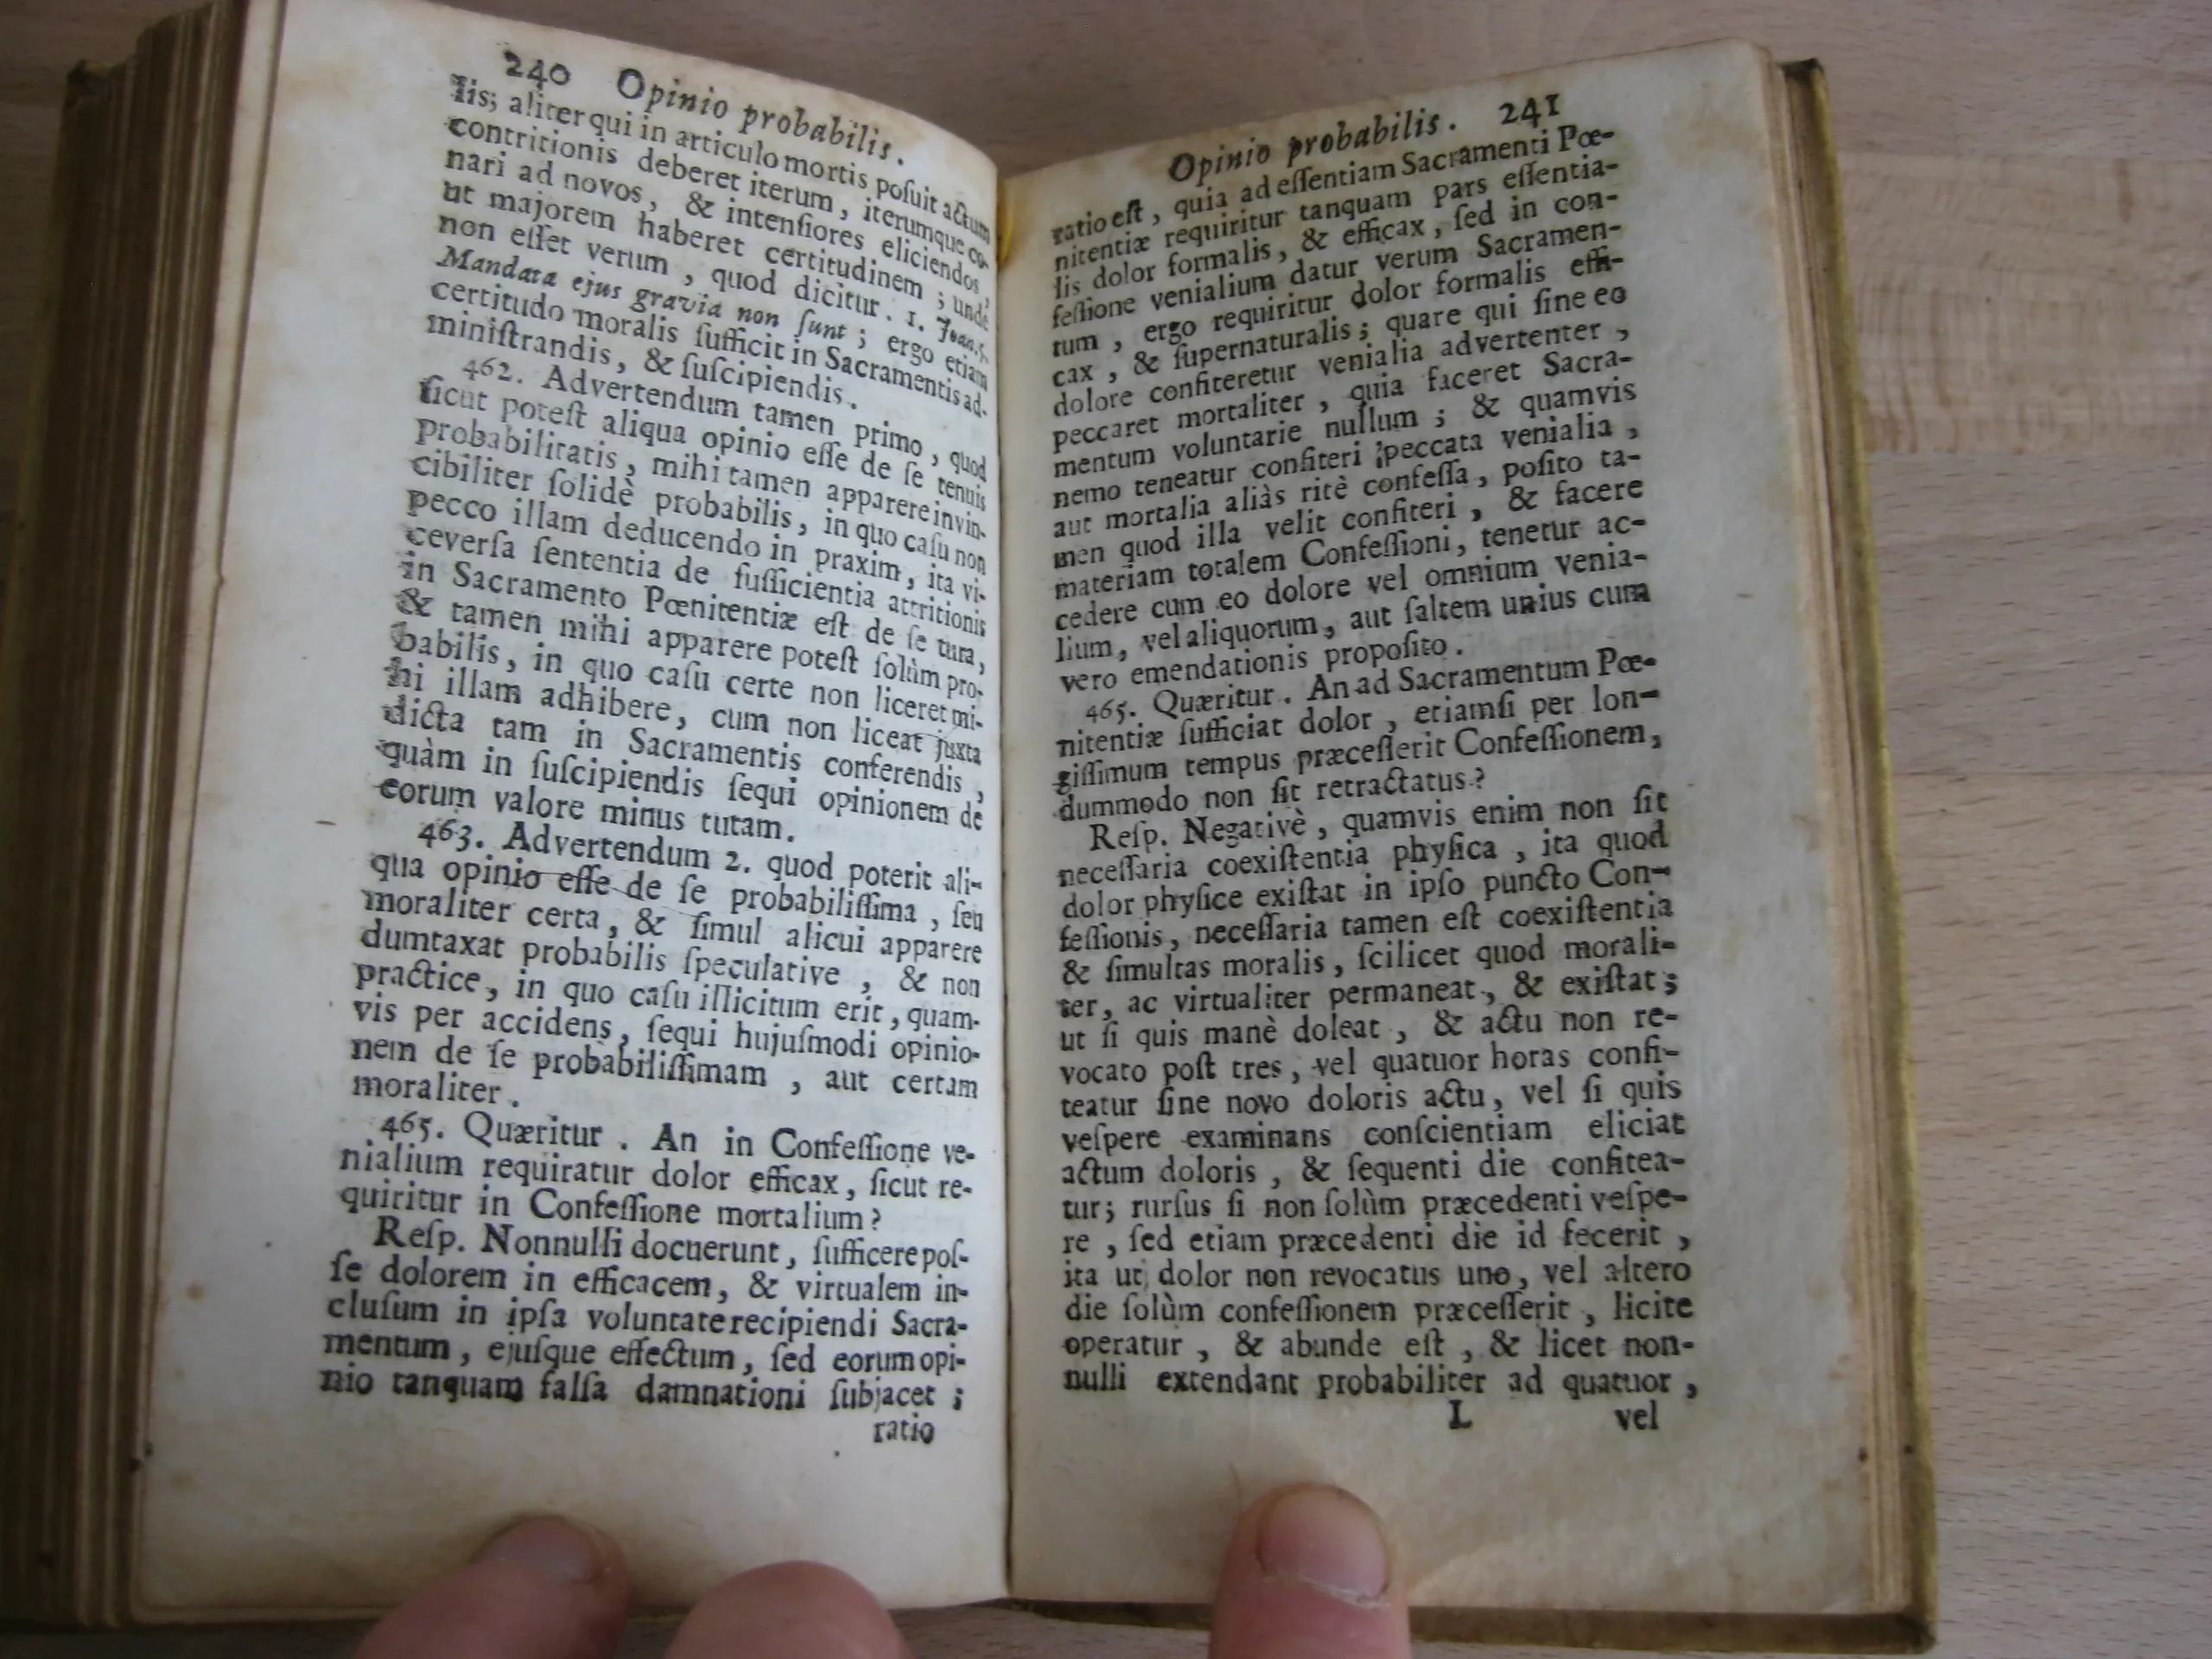 240 Opinio probabilis.
lis; aliter qui in articulo mortis posuit actum
contritionis deberet iterum, iterumque co-
nari ad novos, & intensiores eliciendos,
ut majorem haberet certitudinem; unde
non esset verum, quod dicitur. 1. Joan. 5.
Mandata ejus gravia non sunt; ergo etiam
certitudo moralis sufficit in Sacramentis ad-
ministrandis, & suscipiendis.
462. Advertendum tamen primo, quod
sicut potest aliqua opinio esse de se tenuis
probabilitatis, mihi tamen apparere invin-
cibiliter solidè probabilis, in quo casu non
pecco illam deducendo in praxim, ita vi-
ceversa sententia de sufficientia attritionis
in Sacramento Pœnitentiæ est de se tuta,
& tamen mihi apparere potest solùm pro-
babilis, in quo casu certe non liceret mi-
hi illam adhibere, cum non liceat juxta
dicta tam in Sacramentis conferendis,
quàm in suscipiendis sequi opinionem de
eorum valore minus tutam.
463. Advertendum 2. quod poterit ali-
qua opinio esse de se probabilissima, seu
moraliter certa, & simul alicui apparere
dumtaxat probabilis speculative, & non
practice, in quo casu illicitum erit, quam-
vis per accidens, sequi hujusmodi opinio-
nem de se probabilissimam, aut certam
moraliter.
465. Quæritur. An in Confessione ve-
nialium requiratur dolor efficax, sicut re-
quiritur in Confessione mortalium?
Resp. Nonnulli docuerunt, sufficere pos-
se dolorem in efficacem, & virtualem in-
clusum in ipsa voluntate recipiendi Sacra-
mentum, ejusque effectum, sed eorum opi-
nio tanquam falsa damnationi subjacet;
ratio
Opinio probabilis. 241
ratio est, quia ad essentiam Sacramenti Pœ-
nitentiæ requiritur tanquam pars essentia-
lis dolor formalis, & efficax, sed in con-
fessione venialium datur verum Sacramen-
tum, ergo requiritur dolor formalis effi-
cax, & supernaturalis; quare qui sine eo
dolore confiteretur venialia advertenter,
peccaret mortaliter, quia faceret Sacra-
mentum voluntarie nullum; & quamvis
nemo teneatur confiteri peccata venialia,
aut mortalia aliàs ritè confessa, posito ta-
men quod illa velit confiteri, & facere
materiam totalem Confessioni, tenetur ac-
cedere cum eo dolore vel omnium venia-
lium, vel aliquorum, aut saltem unius cum
vero emendationis proposito.
465. Quæritur. An ad Sacramentum Pœ-
nitentiæ sufficiat dolor, etiamsi per lon-
gissimum tempus præcesserit Confessionem,
dummodo non sit retractatus?
Resp. Negativè, quamvis enim non sit
necessaria coexistentia physica, ita quod
dolor physice existat in ipso puncto Con-
fessionis, necessaria tamen est coexistentia
& simultas moralis, scilicet quod morali-
ter, ac virtualiter permaneat, & existat;
ut si quis manè doleat, & actu non re-
vocato post tres, vel quatuor horas confi-
teatur sine novo doloris actu, vel si quis
vespere examinans conscientiam eliciat
actum doloris, & sequenti die confitea-
tur; rursus si non solùm præcedenti vespe-
re, sed etiam præcedenti die id fecerit,
ita ut dolor non revocatus uno, vel altero
die solùm confessionem præcesserit, licite
operatur, & abunde est, & licet non-
nulli extendant probabiliter ad quatuor,
L vel